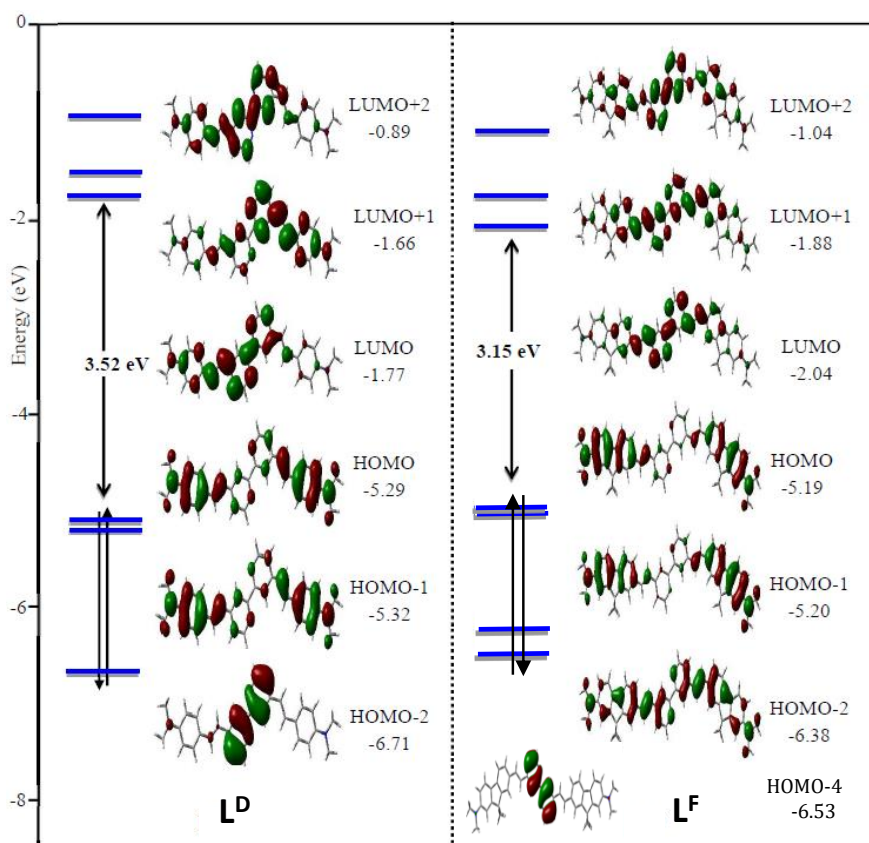 0
-2
-4
-6
-8
Energy (eV)
LUMO+2
-0.89
LUMO+1
-1.66
3.52 eV
LUMO
-1.77
HOMO
-5.29
HOMO-1
-5.32
HOMO-2
-6.71
L^D
LUMO+2
-1.04
LUMO+1
-1.88
3.15 eV
LUMO
-2.04
HOMO
-5.19
HOMO-1
-5.20
HOMO-2
-6.38
HOMO-4
-6.53
L^F